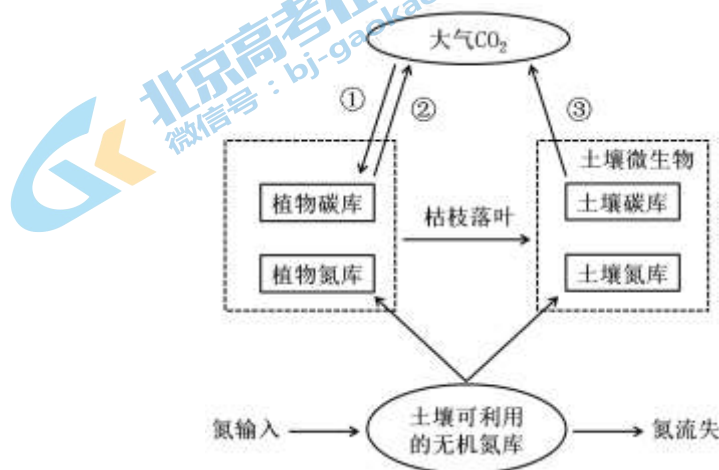 北京高考在
微信号：bj-gaokao
大气CO₂
①
②
③
土壤微生物
植物碳库
土壤碳库
枯枝落叶
植物氮库
土壤氮库
氮输入
土壤可利用
的无机氮库
氮流失